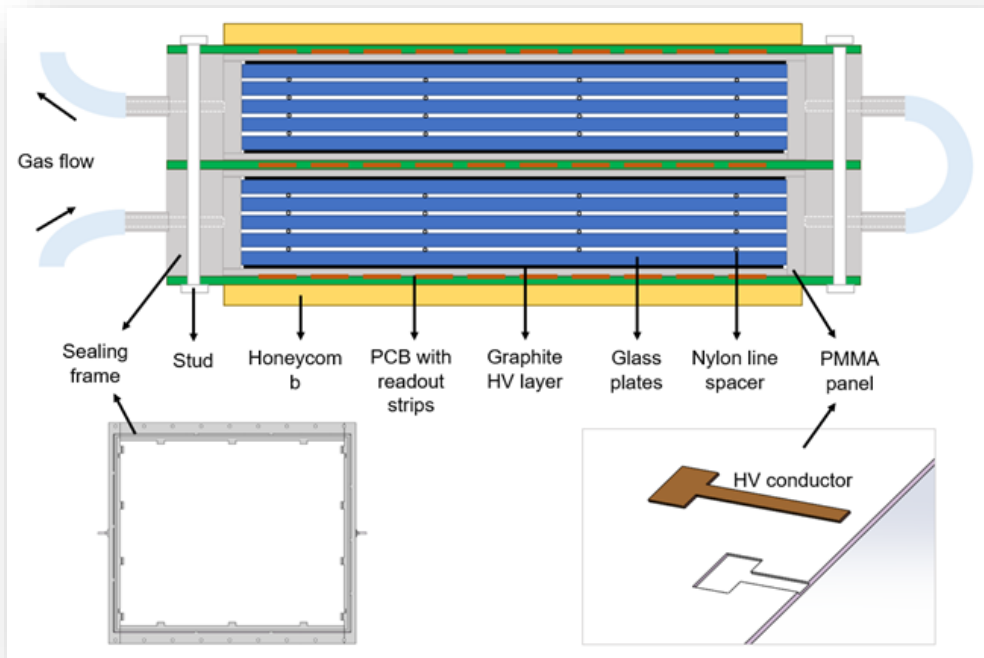 Gas flow
Sealing
frame
Stud
Honeycom
b
PCB with
readout
strips
Graphite
HV layer
Glass
plates
Nylon line
spacer
PMMA
panel
HV conductor